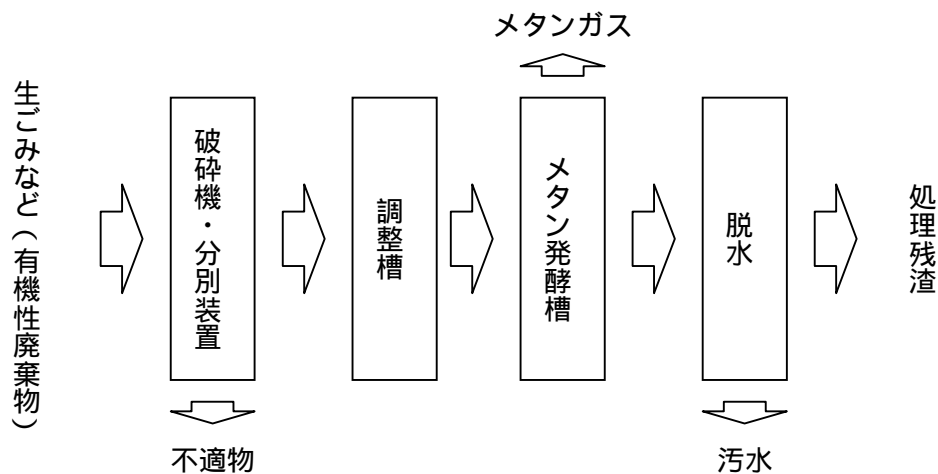 メタンガス
生ごみなど(有機性廃棄物)
破砕機・分別装置
調整槽
メタン発酵槽
脱水
処理残渣
不適物
汚水